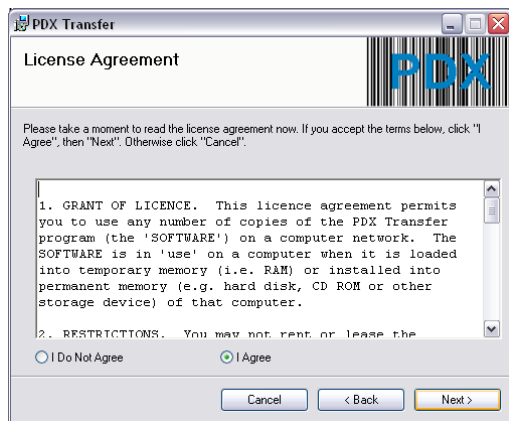 PDX Transfer
License Agreement
PDX
Please take a moment to read the license agreement now. If you accept the terms below, click "I
Agree", then "Next". Otherwise click "Cancel".
1. GRANT OF LICENCE.  This licence agreement permits
you to use any number of copies of the PDX Transfer
program (the 'SOFTWARE') on a computer network.  The
SOFTWARE is in 'use' on a computer when it is loaded
into temporary memory (i.e. RAM) or installed into
permanent memory (e.g. hard disk, CD ROM or other
storage device) of that computer.
2. RESTRICTIONS.  You may not rent or lease the
I Do Not Agree
I Agree
Cancel
< Back
Next >